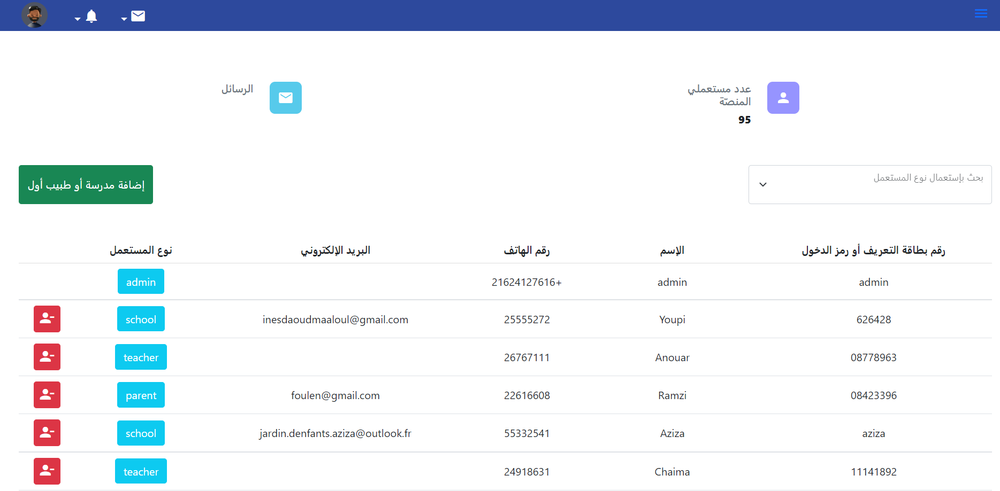 عدد مستعملي
المنصّة
95
الرسائل
بحث بإستعمال نوع المستعمل
إضافة مدرسة أو طبيب أول
رقم بطاقة التعريف أو رمز الدخول الإسم رقم الهاتف البريد الإلكتروني نوع المستعمل
admin admin 21624127616+ admin
626428 Youpi 25555272 inesdaoudmaaloul@gmail.com school
08778963 Anouar 26767111 teacher
08423396 Ramzi 22616608 foulen@gmail.com parent
aziza Aziza 55332541 jardin.denfants.aziza@outlook.fr school
11141892 Chaima 24918631 teacher